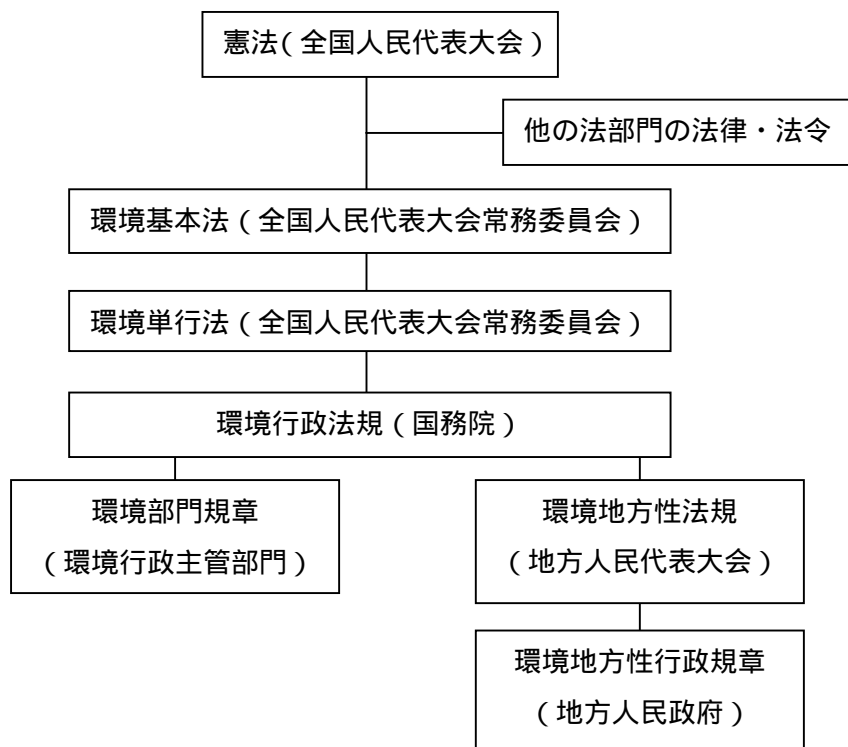 憲法（全国人民代表大会）
他の法部門の法律・法令
環境基本法（全国人民代表大会常務委員会）
環境単行法（全国人民代表大会常務委員会）
環境行政法規（国務院）
環境部門規章
（環境行政主管部門）
環境地方性法規
（地方人民代表大会）
環境地方性行政規章
（地方人民政府）